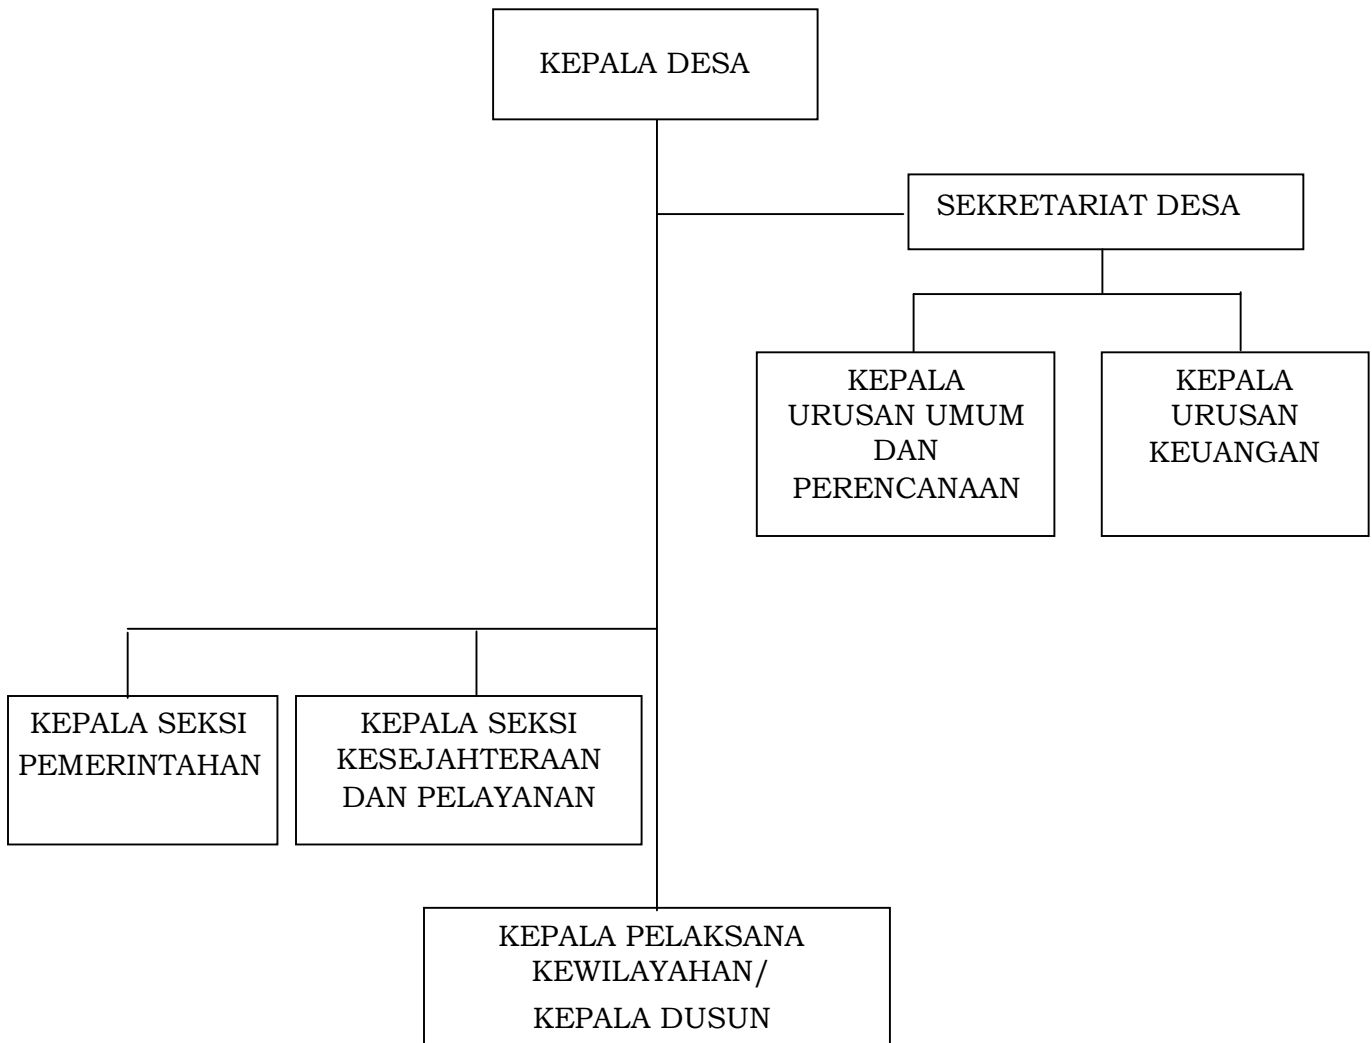 KEPALA DESA
SEKRETARIAT DESA
KEPALA
URUSAN UMUM
DAN
PERENCANAAN
KEPALA
URUSAN
KEUANGAN
KEPALA SEKSI
PEMERINTAHAN
KEPALA SEKSI
KESEJAHTERAAN
DAN PELAYANAN
KEPALA PELAKSANA
KEWILAYAHAN/
KEPALA DUSUN